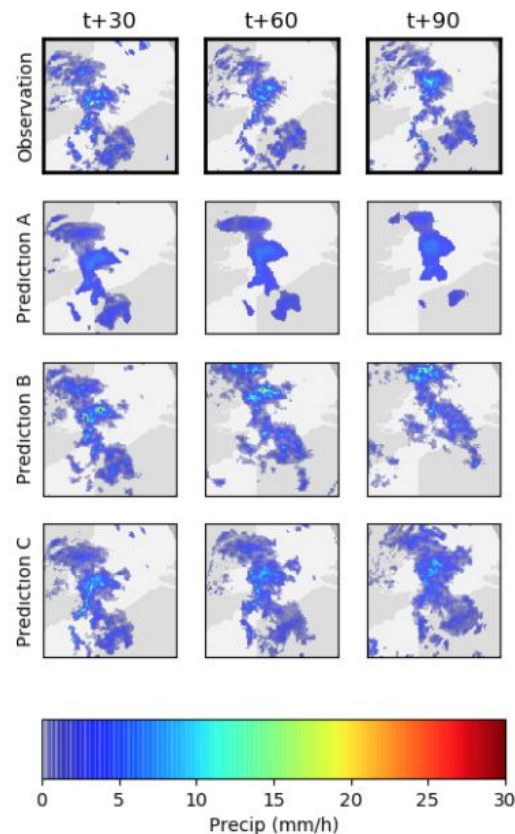 t+30 t+60 t+90
Observation
Prediction A
Prediction B
Prediction C
0 5 10 15 20 25 30
Precip (mm/h)